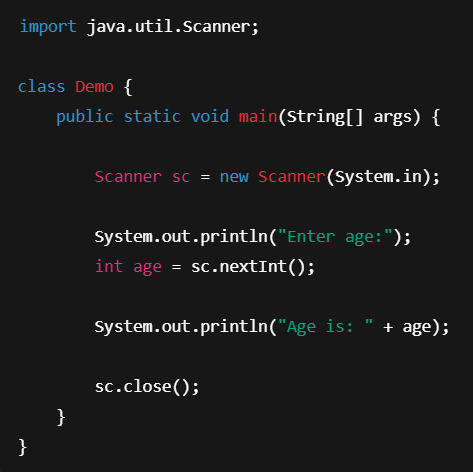 import java.util.Scanner;
class Demo {
public static void main(String[] args) {
Scanner sc = new Scanner(System.in);
System.out.println("Enter age:");
int age = sc.nextInt();
System.out.println("Age is: " + age);
sc.close();
}
}